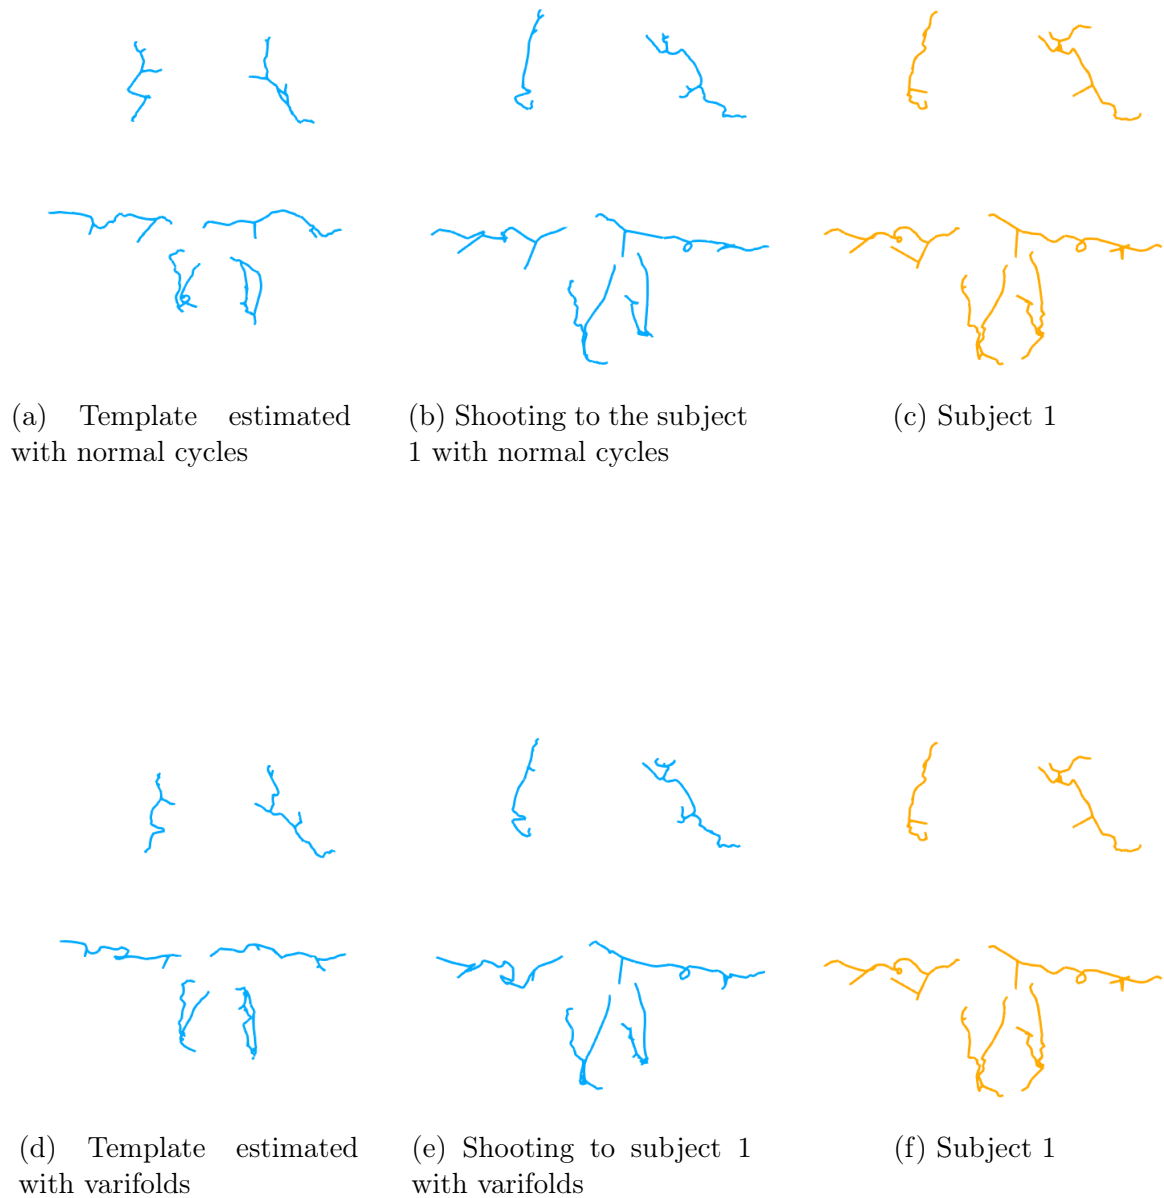 (a) Template estimated
with normal cycles
(b) Shooting to the subject
1 with normal cycles
(c) Subject 1
(d) Template estimated
with varifolds
(e) Shooting to subject 1
with varifolds
(f) Subject 1